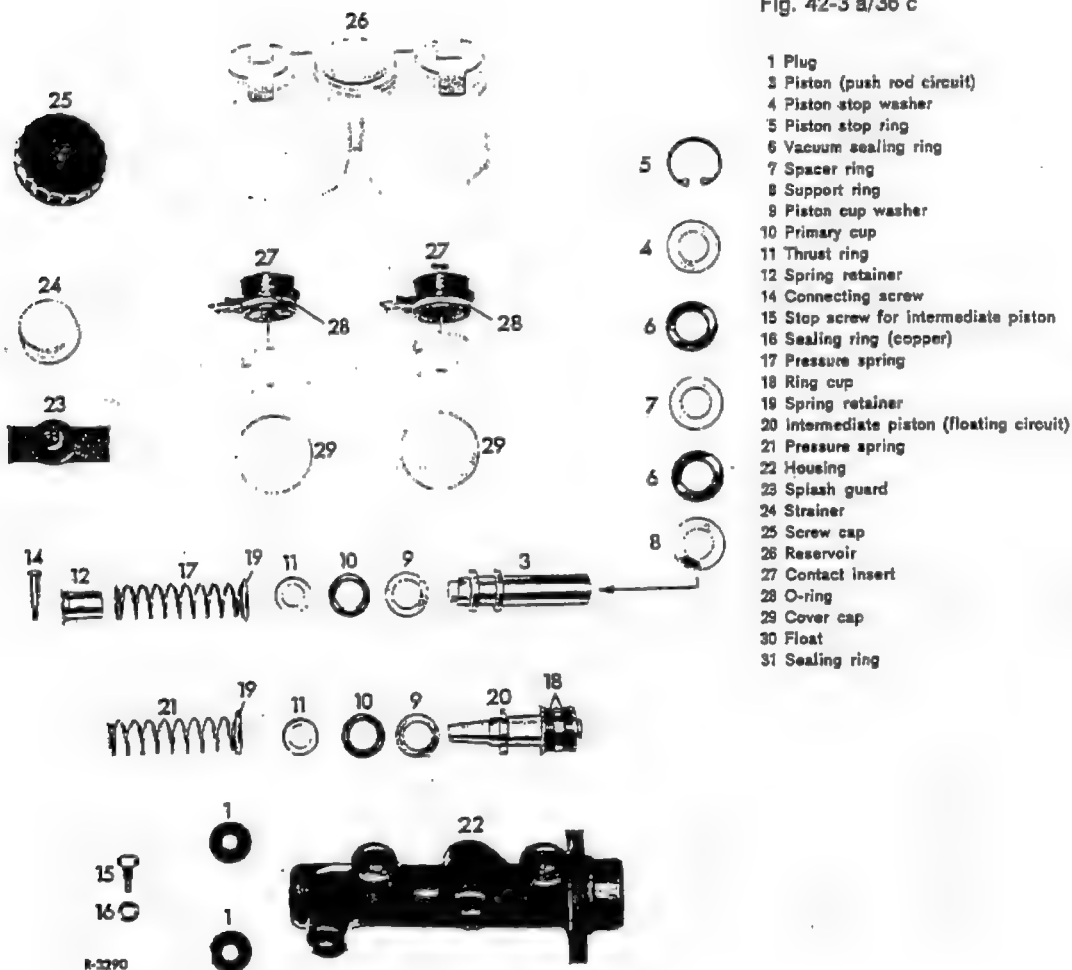 Fig. 42-3 a/36 c
26
25
1 Plug
3 Piston (push rod circuit)
4 Piston stop washer
5 Piston stop ring
6 Vacuum sealing ring
7 Spacer ring
8 Support ring
9 Piston cup washer
10 Primary cup
11 Thrust ring
12 Spring retainer
14 Connecting screw
15 Stop screw for intermediate piston
16 Sealing ring (copper)
17 Pressure spring
18 Ring cup
19 Spring retainer
20 Intermediate piston (floating circuit)
21 Pressure spring
22 Housing
23 Splash guard
24 Strainer
25 Screw cap
26 Reservoir
27 Contact insert
28 O-ring
29 Cover cap
30 Float
31 Sealing ring
5
4
27 27
24
28 28
6
23
7
29 29
6
8
14 12 17 19 11 10 9 3
21 19 11 10 9 20 18
1
22
15
16
1
R-3290